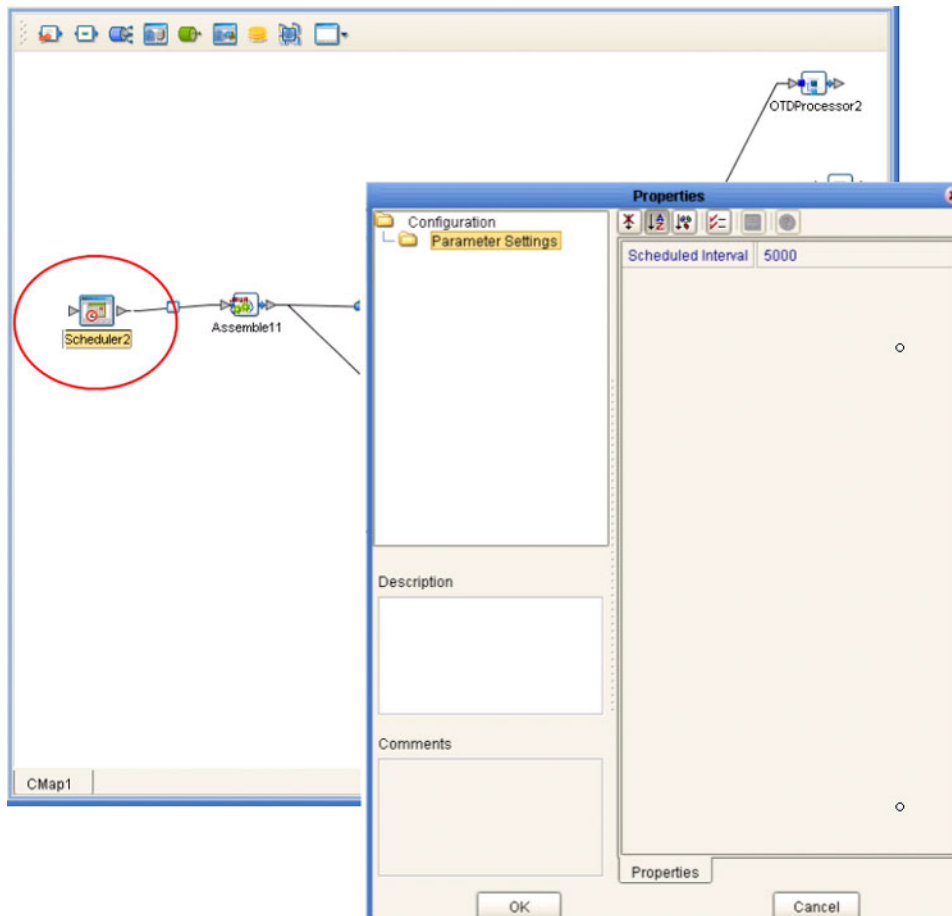 OTDProcessor2
Scheduler2
Assemble11
CMap1
Properties
Configuration
Parameter Settings
Scheduled Interval 5000
Description
Comments
Properties
OK
Cancel